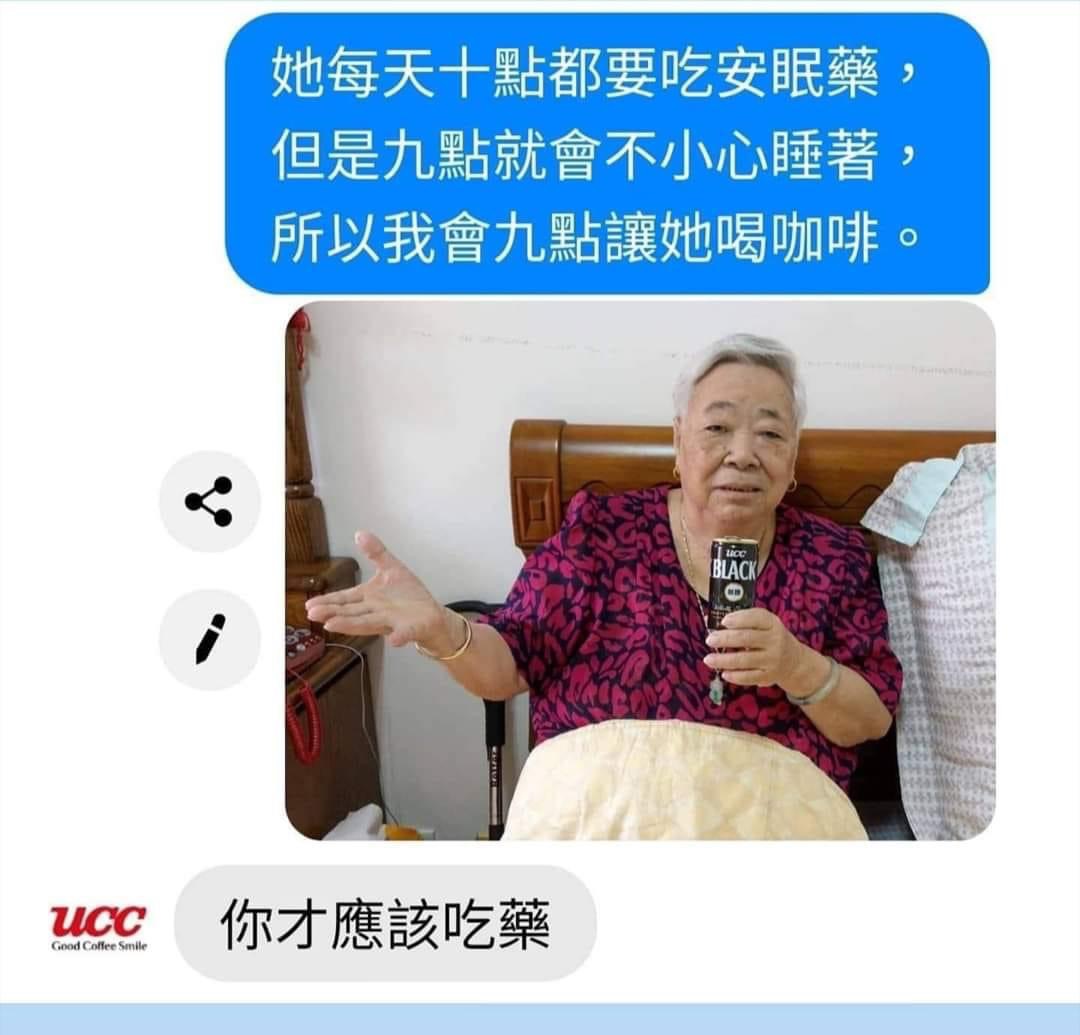 她每天十點都要吃安眠藥，
但是九點就會不小心睡著，
所以我會九點讓她喝咖啡。
ucc
BLACK
無糖
ucc
Good Coffee Smile
你才應該吃藥